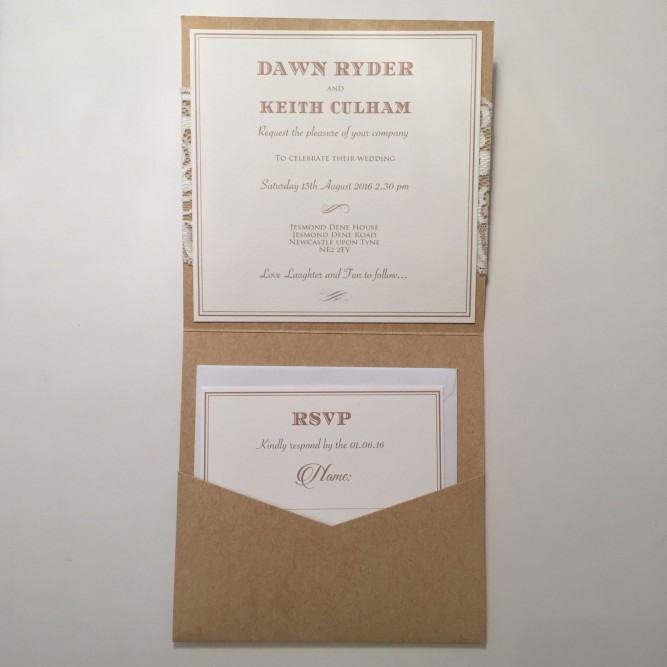 DAWN RYDER
AND
KEITH CULHAM
Request the pleasure of your company
TO CELEBRATE THEIR WEDDING
Saturday 13th August 2016 2.30 pm
JESMOND DENE HOUSE
JESMOND DENE ROAD
NEWCASTLE UPON TYNE
NE2 2EY
Love Laughter and Fun to follow...
RSVP
Kindly respond by the 01.06.16
Name: